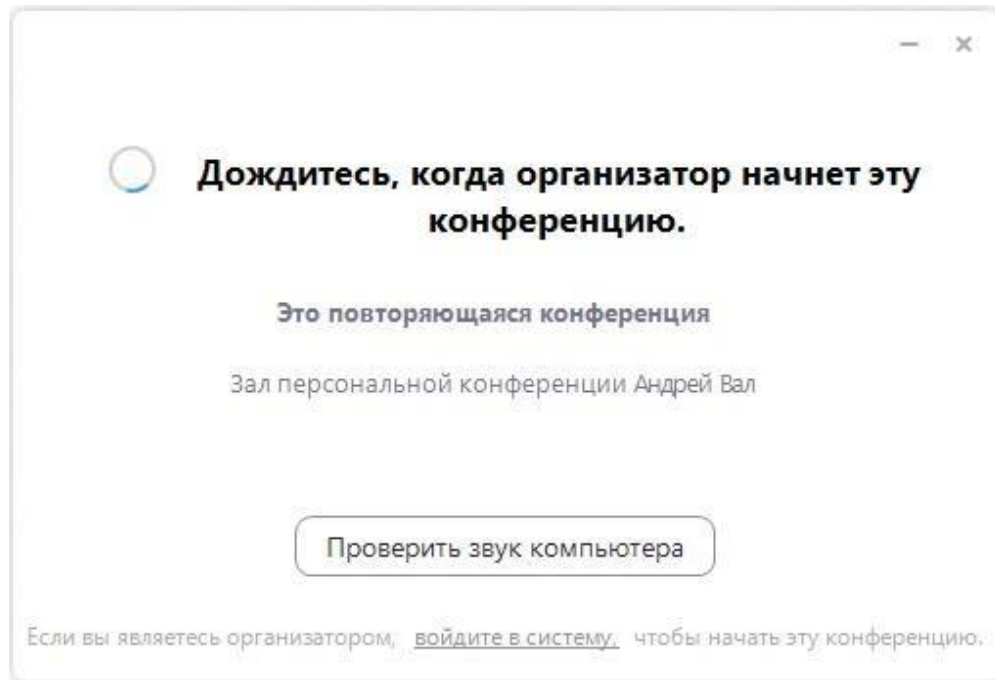 Дождитесь, когда организатор начнет эту
конференцию.
Это повторяющаяся конференция
Зал персональной конференции Андрей Вал
Проверить звук компьютера
Если вы являетесь организатором, войдите в систему, чтобы начать эту конференцию.